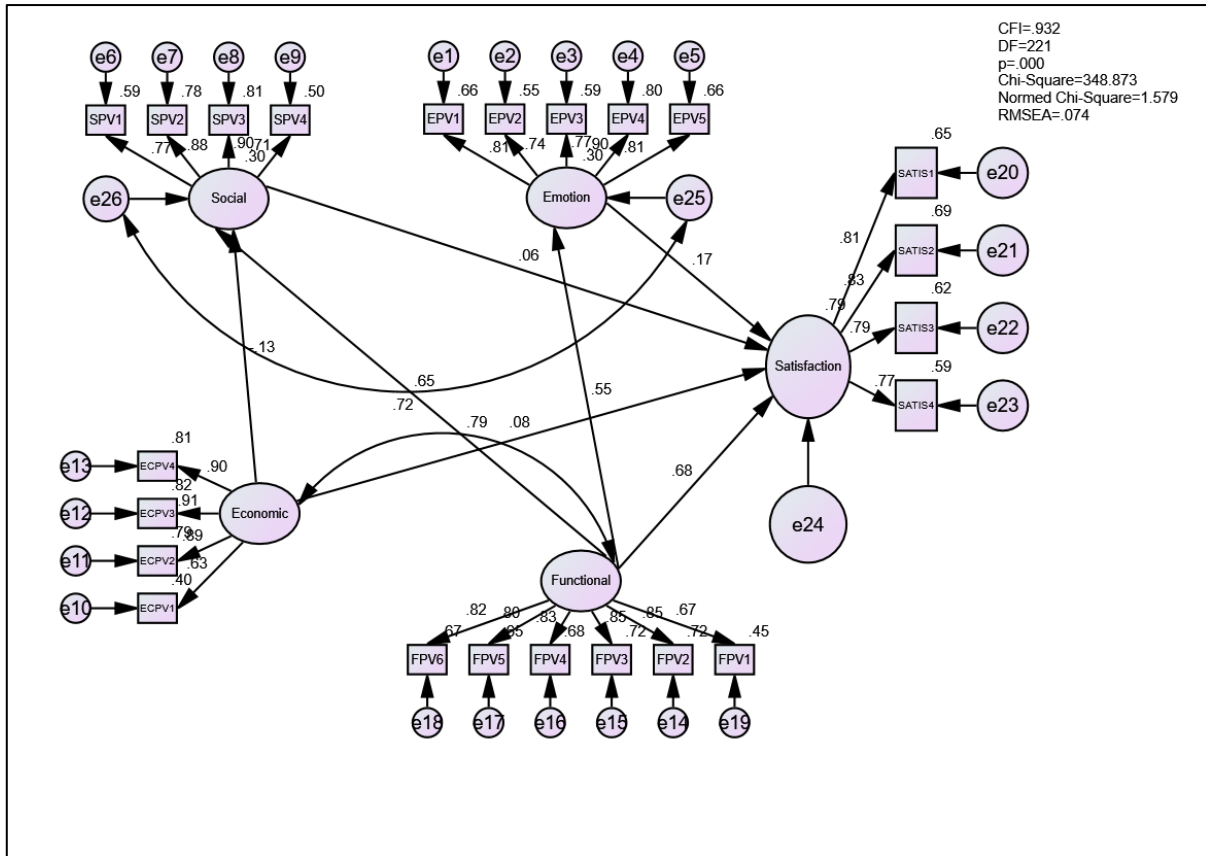 CFI=.932
DF=221
p=.000
Chi-Square=348.873
Normed Chi-Square=1.579
RMSEA=.074
e6 e7 e8 e9
.59 .78 .81 .50
SPV1 SPV2 SPV3 SPV4
.77 .88 .90 .71
.30
e26 Social
e1 e2 e3 e4 e5
.66 .55 .59 .80 .66
EPV1 EPV2 EPV3 EPV4 EPV5
.81 .74 .77 .90 .81
.30
Emotion e25
.65
SATIS1 e20
.81
.69
SATIS2 e21
.83
.62
SATIS3 e22
.79
.59
SATIS4 e23
.77
.79
Satisfaction
e24
.06
.17
-.13
.65
.72
.55
.79
.08
.68
.81
e13 ECPV4 .90
.82
e12 ECPV3 .91
.79
e11 ECPV2 .89
.40
e10 ECPV1 .63
Economic
Functional
.82 .80 .83 .85 .85 .67
.67 .68 .72 .72 .45
FPV6 FPV5 FPV4 FPV3 FPV2 FPV1
e18 e17 e16 e15 e14 e19